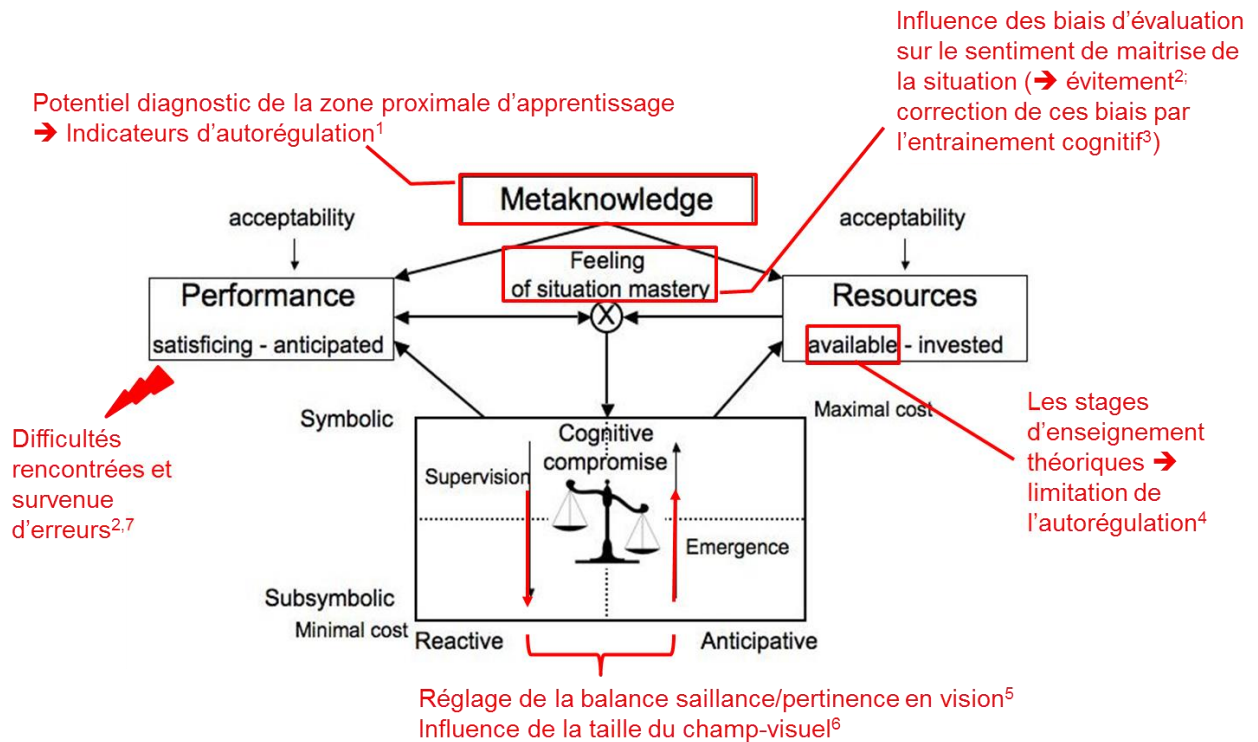 Influence des biais d’évaluation
sur le sentiment de maitrise de
la situation (➔ évitement2;
correction de ces biais par
l’entrainement cognitif3)
Potentiel diagnostic de la zone proximale d’apprentissage
➔ Indicateurs d’autorégulation1
Metaknowledge
acceptability
acceptability
Feeling
of situation mastery
Performance
satisficing - anticipated
X
Resources
available - invested
Difficultés
rencontrées et
survenue
d’erreurs2,7
Symbolic
Maximal cost
Cognitive
compromise
Supervision
Emergence
Les stages
d’enseignement
théoriques ➔
limitation de
l’autorégulation4
Subsymbolic
Minimal cost
Reactive
Anticipative
Réglage de la balance saillance/pertinence en vision5
Influence de la taille du champ-visuel6